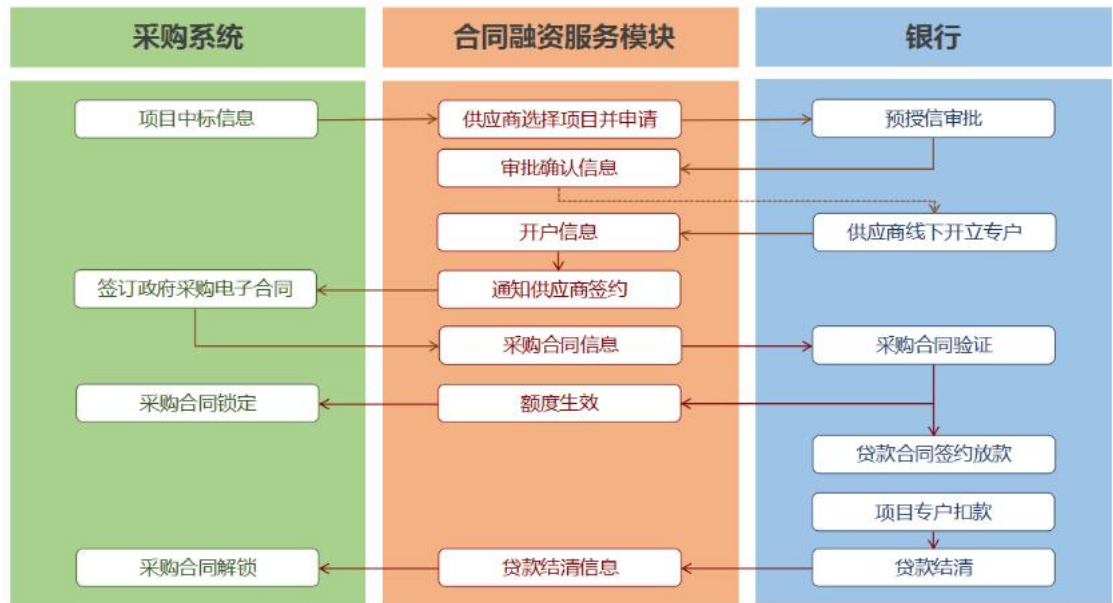 采购系统
合同融资服务模块
银行
项目中标信息
供应商选择项目并申请
预授信审批
审批确认信息
开户信息
供应商线下开立专户
签订政府采购电子合同
通知供应商签约
采购合同信息
采购合同验证
采购合同锁定
额度生效
贷款合同签约放款
项目专户扣款
采购合同解锁
贷款结清信息
贷款结清